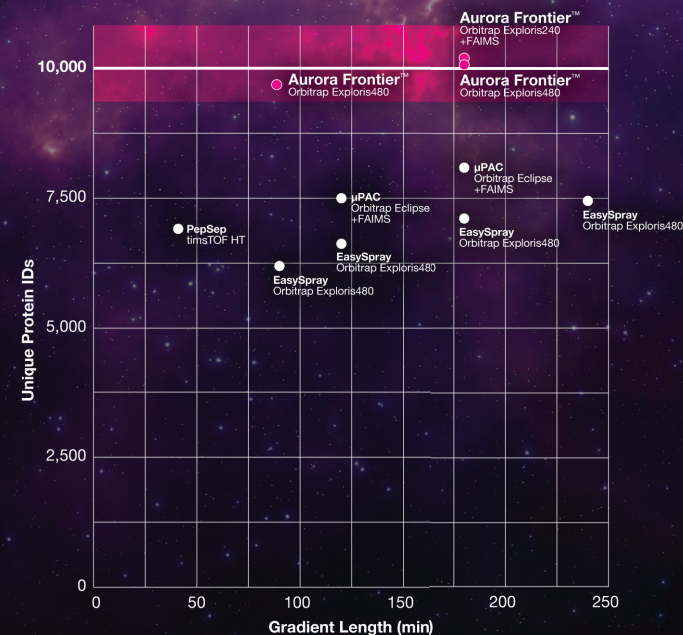 Aurora Frontier™
Orbitrap Exploris240
+FAIMS
10,000
Aurora Frontier™
Orbitrap Exploris480
Aurora Frontier™
Orbitrap Exploris480
µPAC
Orbitrap Eclipse
+FAIMS
7,500
µPAC
Orbitrap Eclipse
+FAIMS
EasySpray
Orbitrap Exploris480
PepSep
timsTOF HT
EasySpray
Orbitrap Exploris480
EasySpray
Orbitrap Exploris480
EasySpray
Orbitrap Exploris480
5,000
2,500
0
Unique Protein IDs
0 50 100 150 200 250
Gradient Length (min)